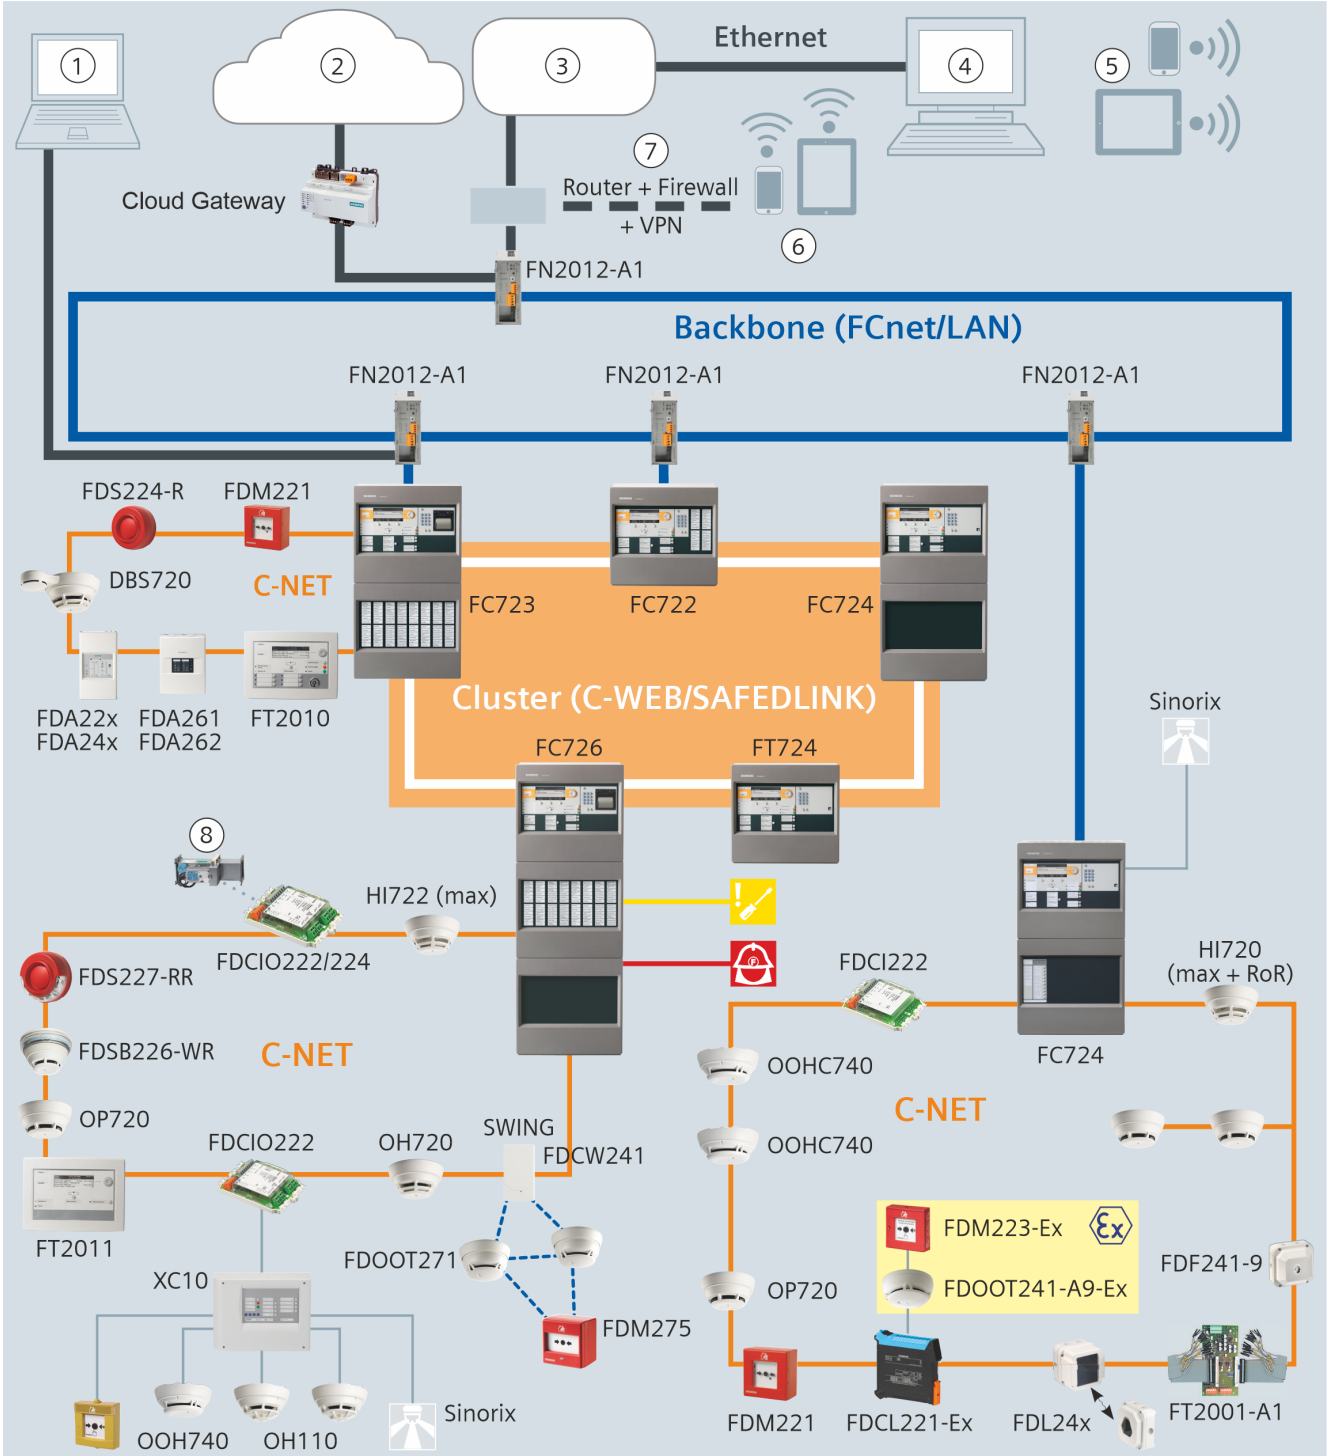 1
2
3
Ethernet
4
5
7
Router + Firewall
+ VPN
6
Cloud Gateway
FN2012-A1
Backbone (FCnet/LAN)
FN2012-A1
FN2012-A1
FN2012-A1
FDS224-R
FDM221
DBS720
C-NET
FC723
FC722
FC724
FDA22x
FDA24x
FDA261
FDA262
FT2010
Cluster (C-WEB/SAFEDLINK)
Sinorix
FC726
FT724
8
HI722 (max)
FDCIO222/224
FDS227-RR
FDSB226-WR
C-NET
OP720
FDCIO222
OH720
SWING
FDCW241
FT2011
FDOOT271
XC10
FDM275
OOH740
OH110
Sinorix
FDCI222
HI720
(max + RoR)
FC724
OOHC740
C-NET
OOHC740
FDM223-Ex
Ex
FDF241-9
OP720
FDOOT241-A9-Ex
FDM221
FDCL221-Ex
FDL24x
FT2001-A1